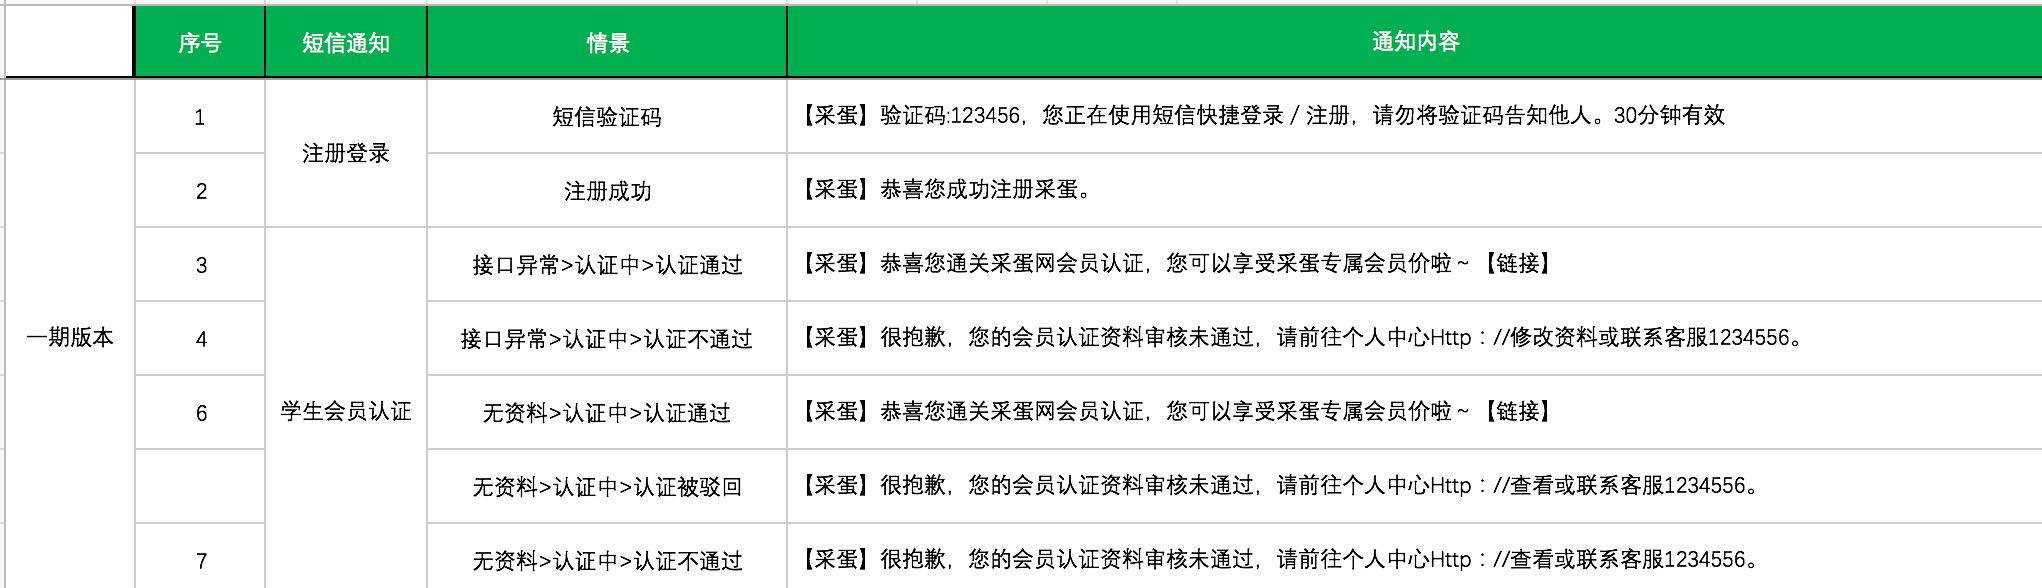 序号 短信通知 情景 通知内容
1 短信验证码 【采蛋】验证码:123456，您正在使用短信快捷登录／注册，请勿将验证码告知他人。30分钟有效
注册登录
2 注册成功 【采蛋】恭喜您成功注册采蛋。
3 接口异常>认证中>认证通过 【采蛋】恭喜您通关采蛋网会员认证，您可以享受采蛋专属会员价啦～【链接】
一期版本 4 接口异常>认证中>认证不通过 【采蛋】很抱歉，您的会员认证资料审核未通过，请前往个人中心Http：//修改资料或联系客服1234556。
6 学生会员认证 无资料>认证中>认证通过 【采蛋】恭喜您通关采蛋网会员认证，您可以享受采蛋专属会员价啦～【链接】
无资料>认证中>认证被驳回 【采蛋】很抱歉，您的会员认证资料审核未通过，请前往个人中心Http：//查看或联系客服1234556。
7 无资料>认证中>认证不通过 【采蛋】很抱歉，您的会员认证资料审核未通过，请前往个人中心Http：//查看或联系客服1234556。